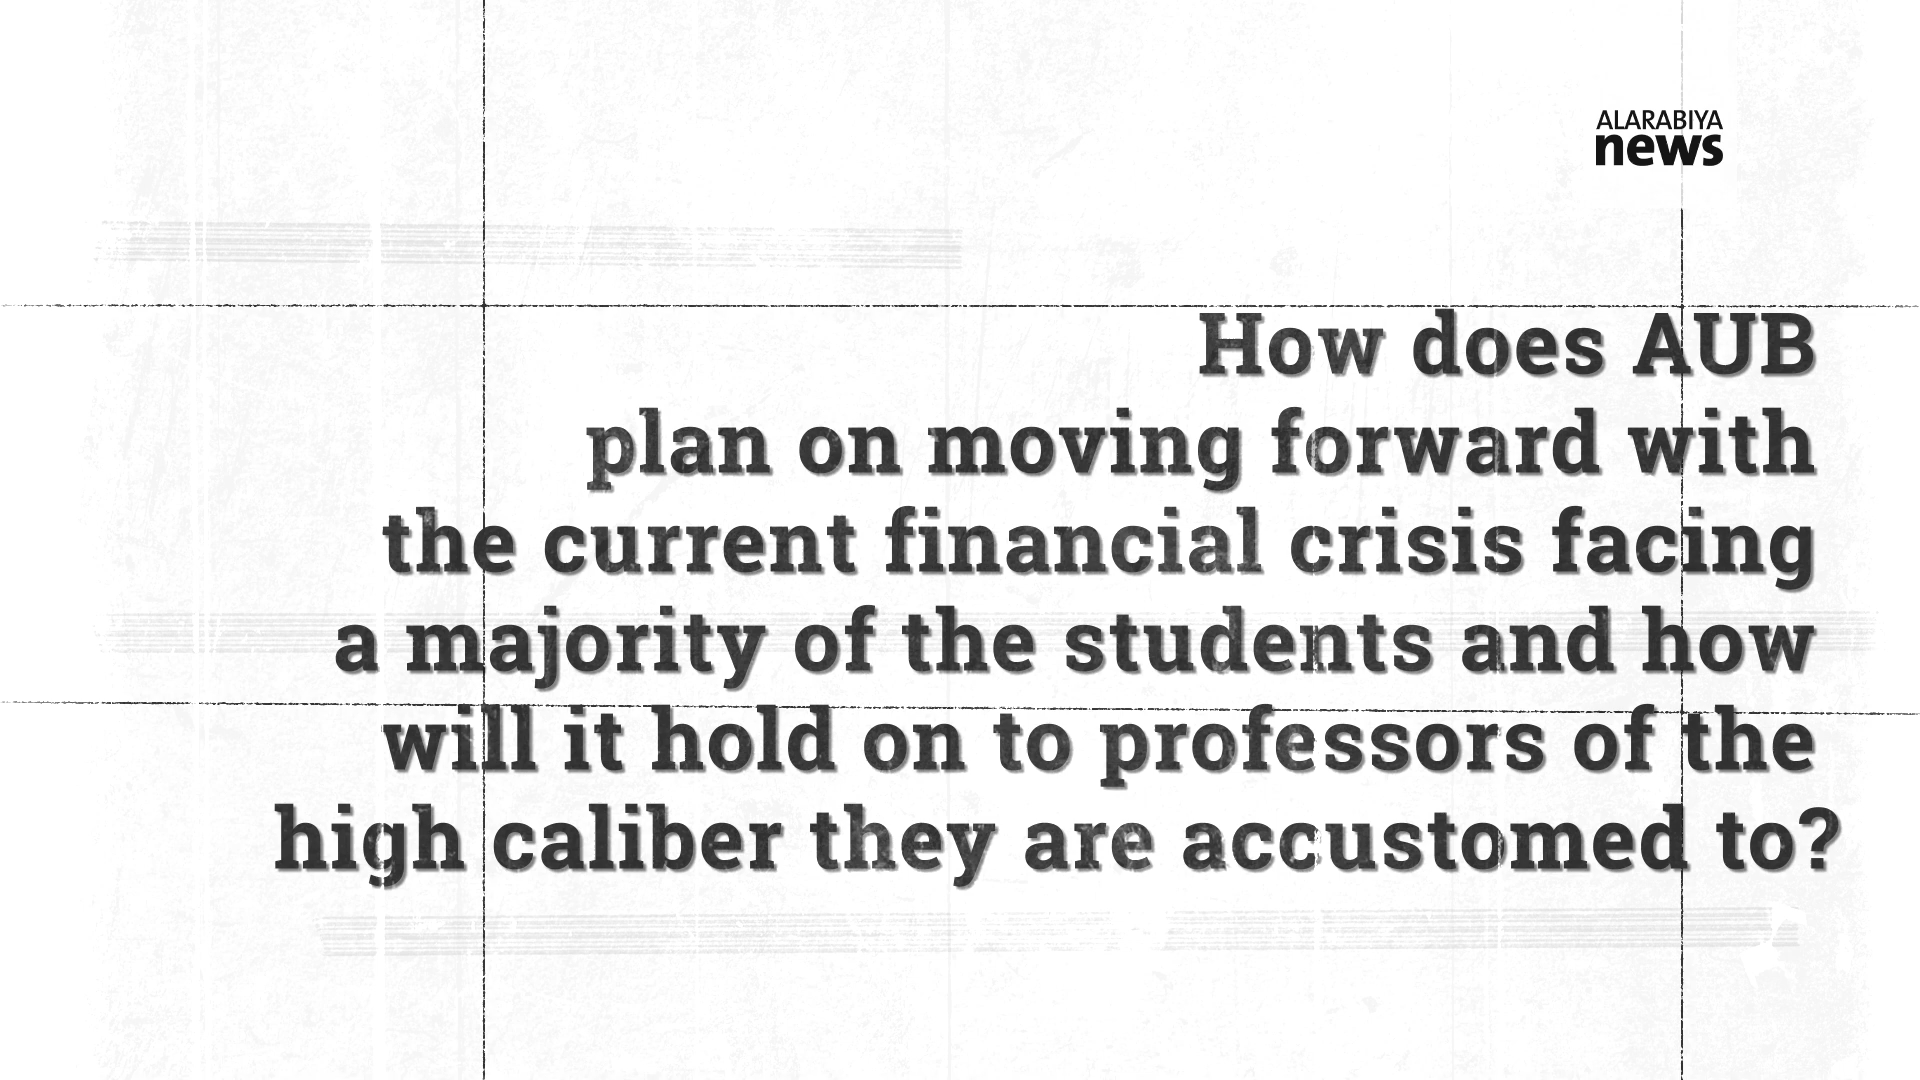 ALARABIYA
news
How does AUB
plan on moving forward with
the current financial crisis facing
a majority of the students and how
will it hold on to professors of the
high caliber they are accustomed to?